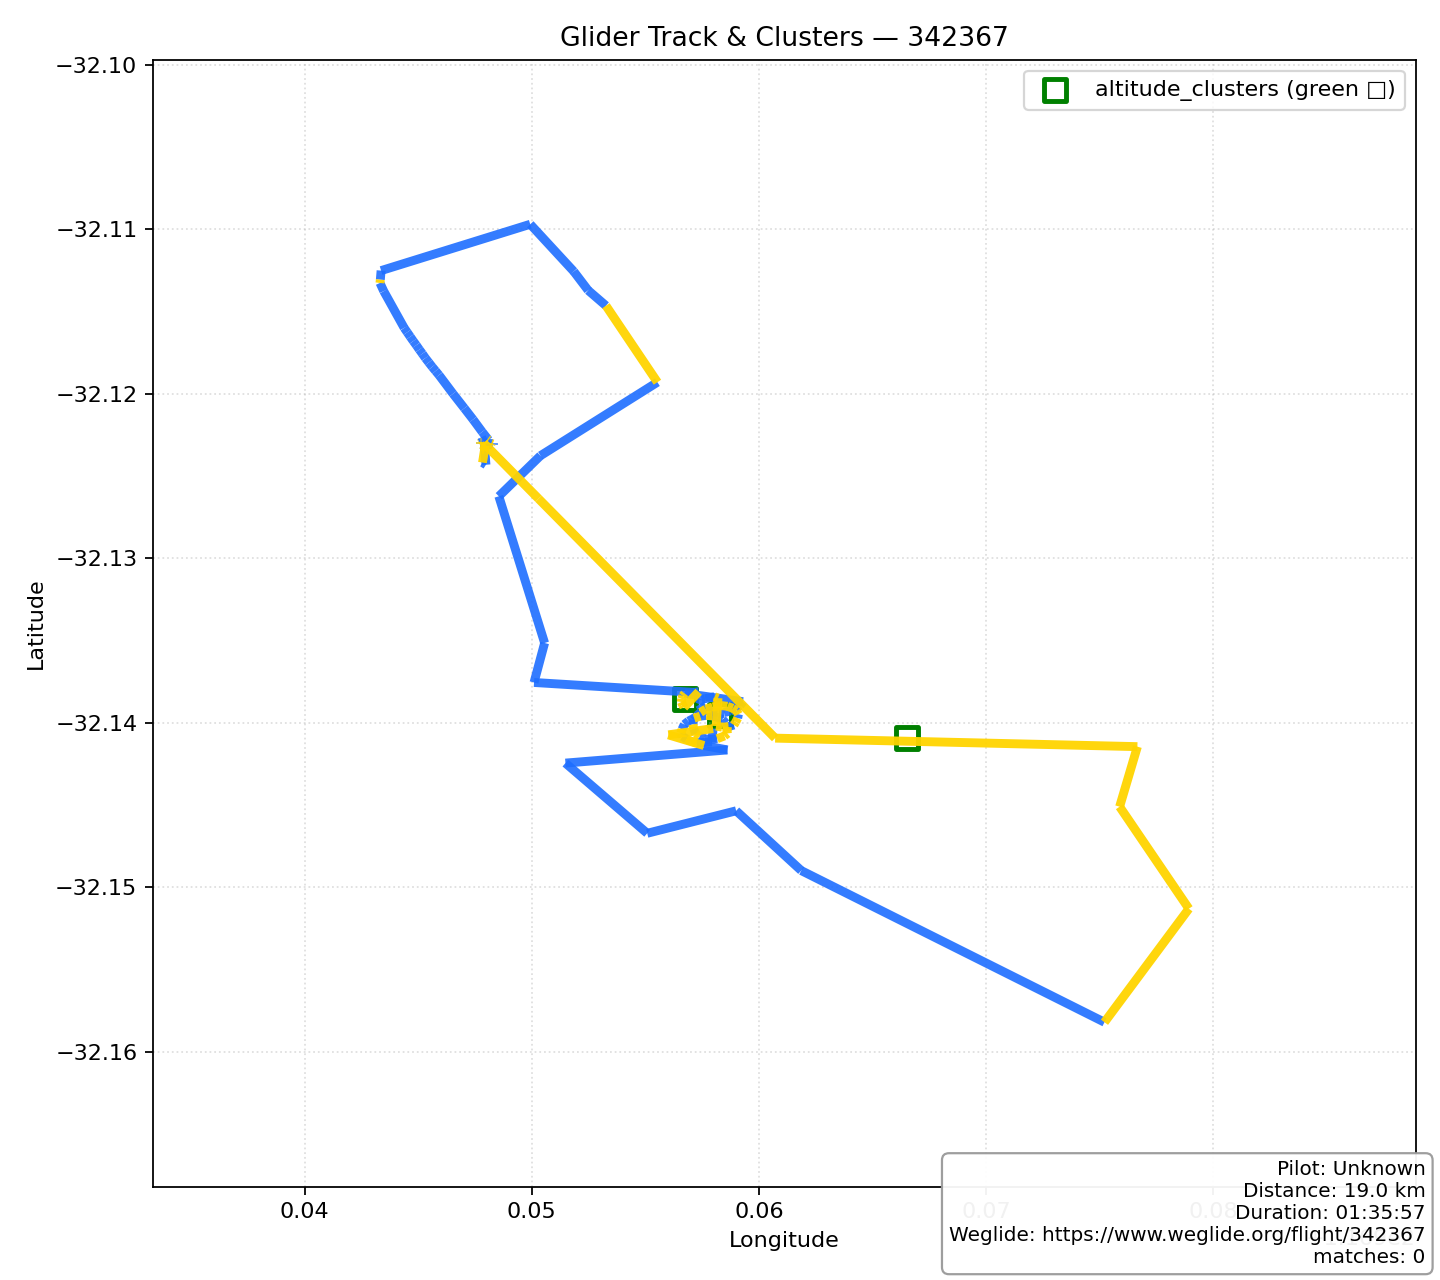 Glider Track & Clusters — 342367
altitude_clusters (green □)
−32.10
−32.11
−32.12
−32.13
−32.14
−32.15
−32.16
Latitude
0.04
0.05
0.06
0.07
0.08
Longitude
Pilot: Unknown
Distance: 19.0 km
Duration: 01:35:57
Weglide: https://www.weglide.org/flight/342367
matches: 0